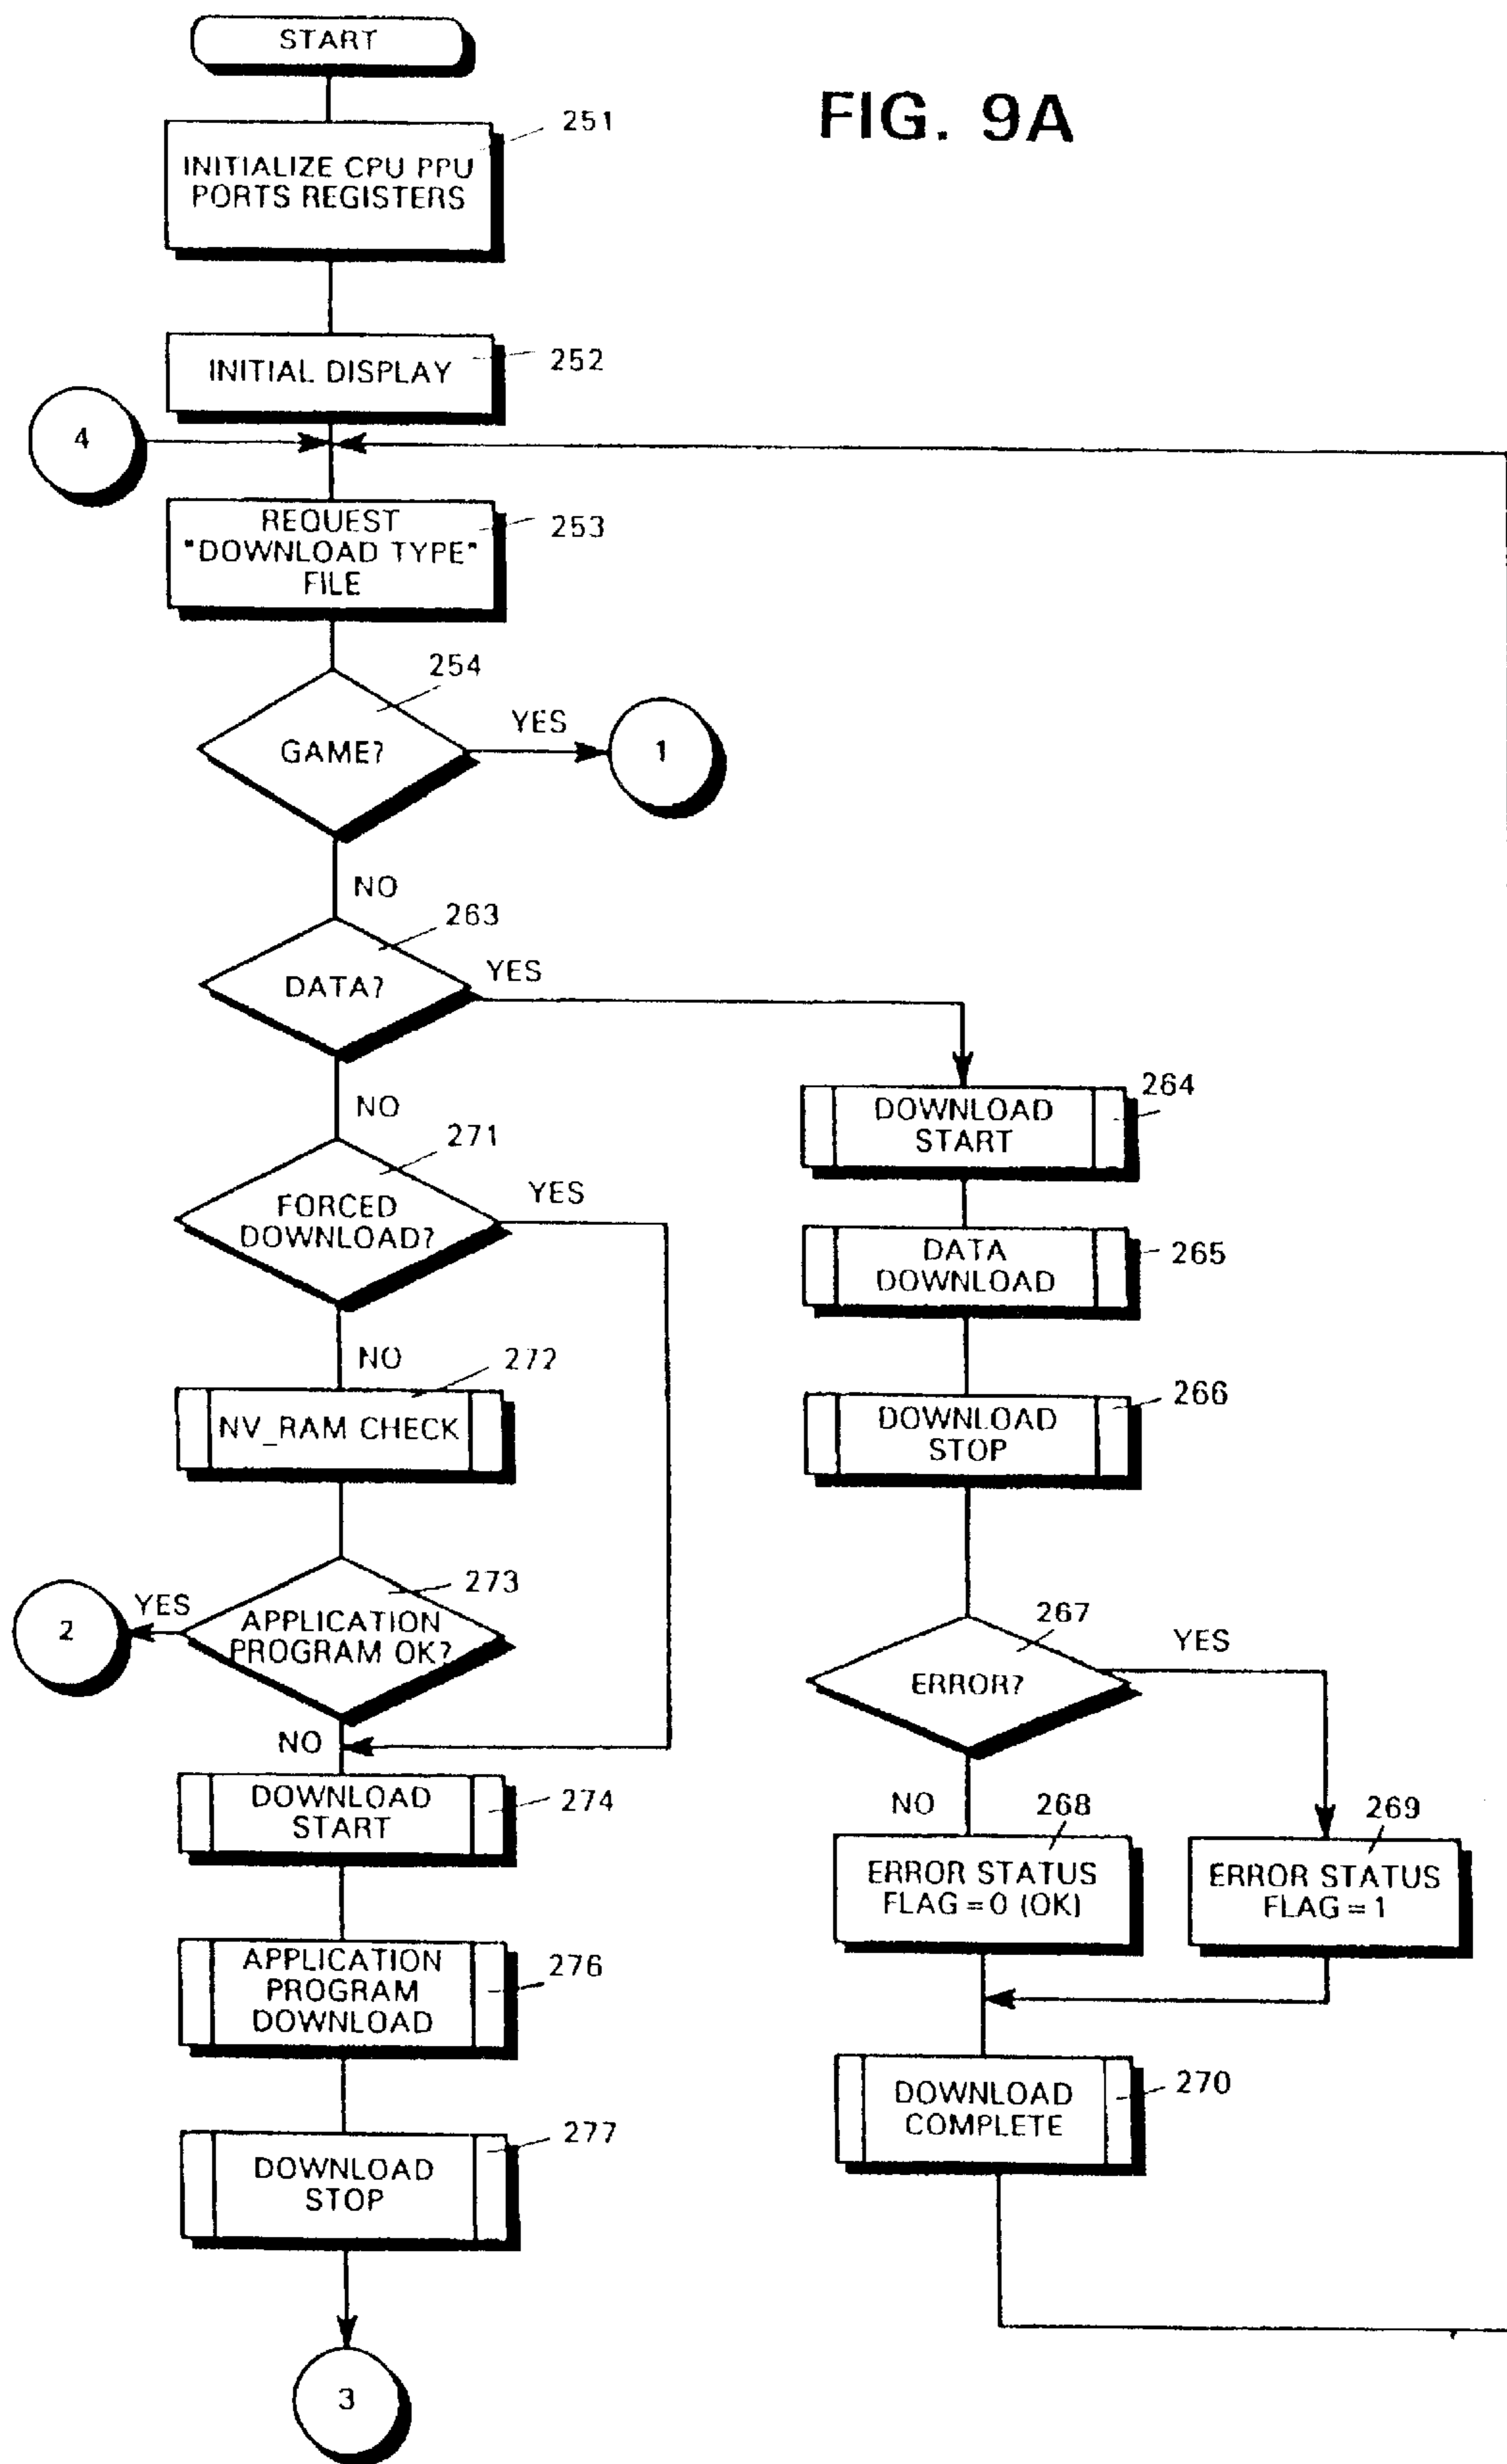 START
FIG. 9A
251
INITIALIZE CPU PPU
PORTS REGISTERS
INITIAL DISPLAY
252
4
REQUEST
"DOWNLOAD TYPE"
FILE
253
254
GAME?
YES
1
NO
263
DATA?
YES
NO
271
FORCED
DOWNLOAD?
YES
NO
272
NV_RAM CHECK
273
APPLICATION
PROGRAM OK?
YES
2
NO
DOWNLOAD
START
274
APPLICATION
PROGRAM
DOWNLOAD
276
277
DOWNLOAD
STOP
3
264
DOWNLOAD
START
DATA
DOWNLOAD
265
266
DOWNLOAD
STOP
267
ERROR?
YES
NO
268
ERROR STATUS
FLAG = 0 (OK)
269
ERROR STATUS
FLAG = 1
270
DOWNLOAD
COMPLETE